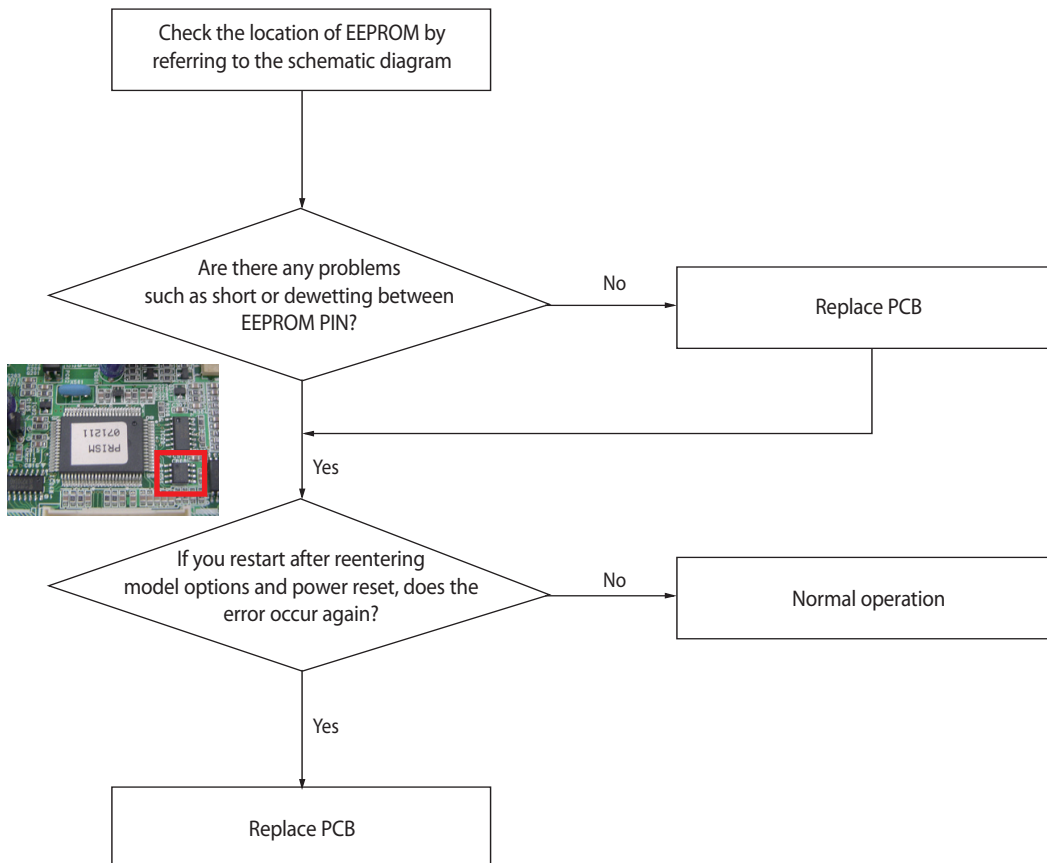 Check the location of EEPROM by
referring to the schematic diagram
Are there any problems
such as short or dewetting between
EEPROM PIN?
No
Replace PCB
PRISM
071211
Yes
If you restart after reentering
model options and power reset, does the
error occur again?
No
Normal operation
Yes
Replace PCB